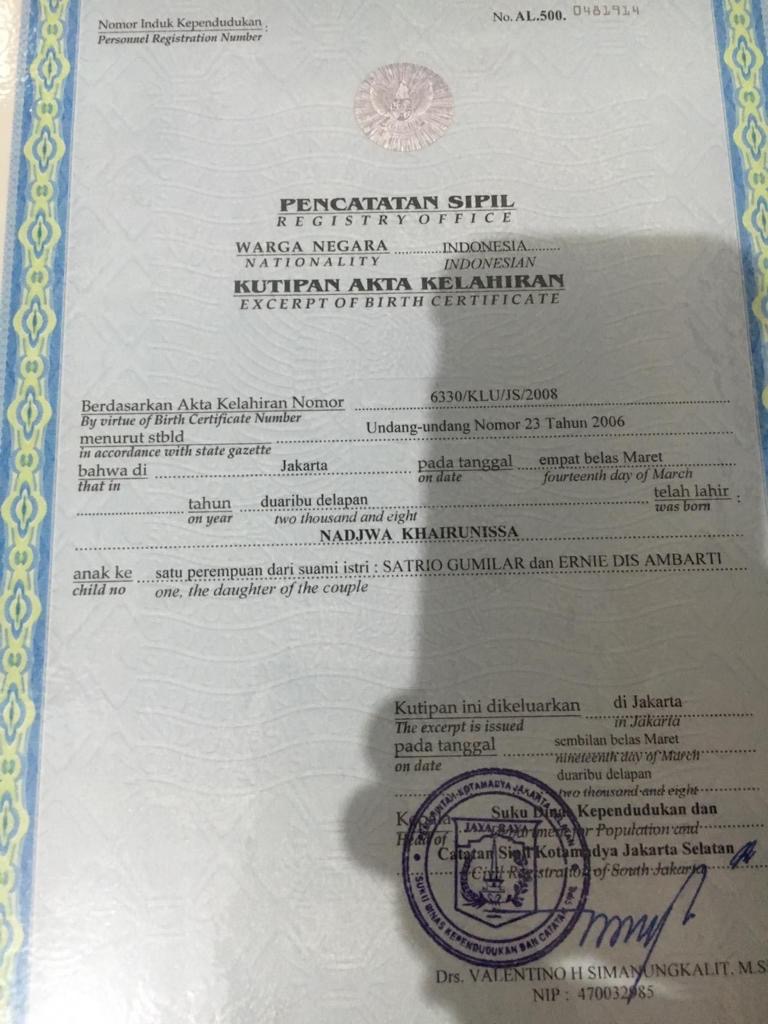 Nomor Induk Kependudukan :
Personnel Registration Number
No. AL.500. 0481914
PENCATATAN SIPIL
REGISTRY OFFICE
WARGA NEGARA ........... INDONESIA........
NATIONALITY INDONESIAN
KUTIPAN AKTA KELAHIRAN
EXCERPT OF BIRTH CERTIFICATE
Berdasarkan Akta Kelahiran Nomor 6330/KLU/JS/2008
By virtue of Birth Certificate Number
menurut stbld Undang-undang Nomor 23 Tahun 2006
in accordance with state gazette
bahwa di Jakarta pada tanggal empat belas Maret
that in on date fourteenth day of March
tahun duaribu delapan telah lahir :
on year two thousand and eight was born
NADJWA KHAIRUNISSA
anak ke satu perempuan dari suami istri : SATRIO GUMILAR dan ERNIE DIS AMBARTI
child no one, the daughter of the couple
Kutipan ini dikeluarkan di Jakarta
The excerpt is issued in Jakarta
pada tanggal sembilan belas Maret
on date nineteenth day of March
duaribu delapan
two thousand and eight
Kepala Suku Dinas Kependudukan dan
Head of for Population and
Catatan Sipil Kotamadya Jakarta Selatan
Civil Registration of South Jakarta
PEMERINTAH KOTAMADYA JAKARTA SELATAN
JAYA RAYA
SUKU DINAS KEPENDUDUKAN DAN CATATAN SIPIL
Drs. VALENTINO H SIMANUNGKALIT. M.S
NIP : 470032985